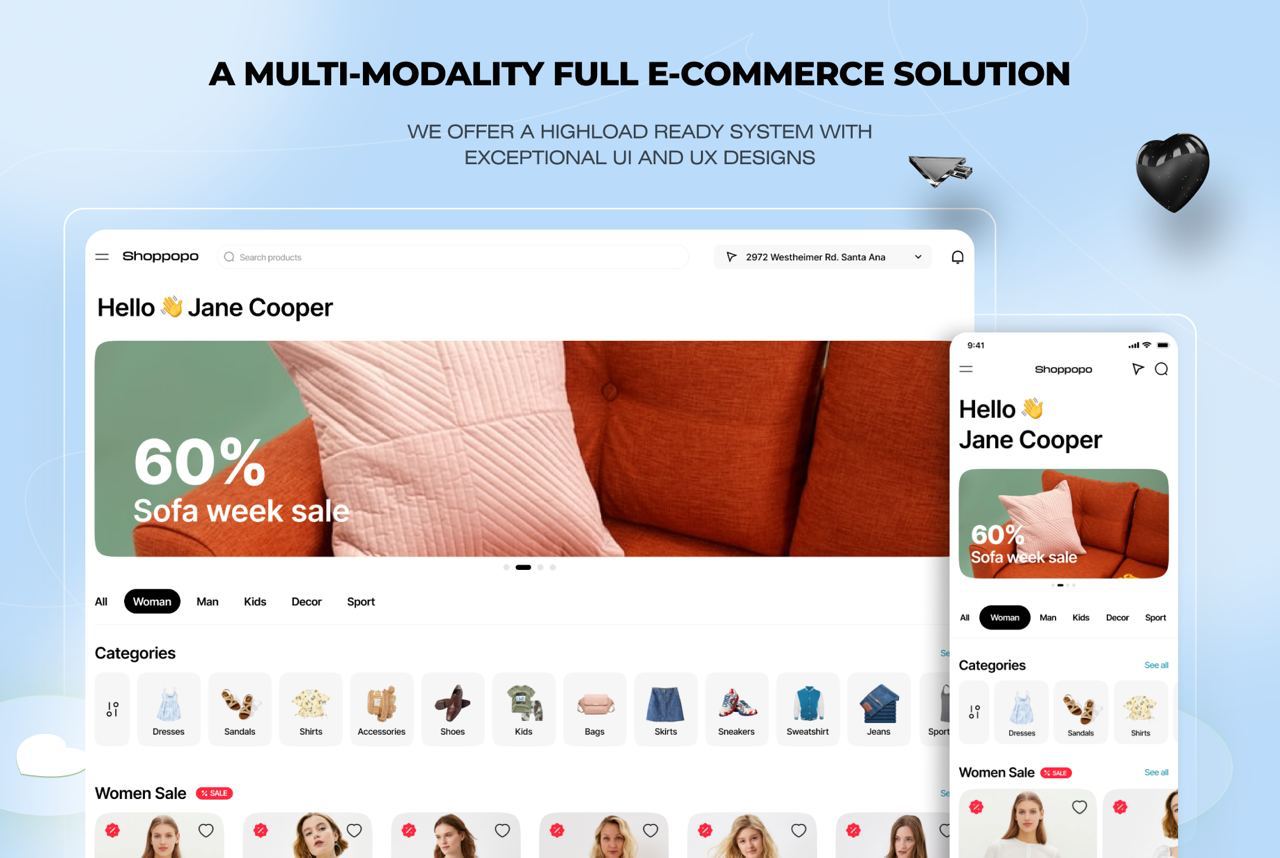 A MULTI-MODALITY FULL E-COMMERCE SOLUTION
WE OFFER A HIGHLOAD READY SYSTEM WITH
EXCEPTIONAL UI AND UX DESIGNS
Shoppopo
Search products
2972 Westheimer Rd. Santa Ana
Hello 👋 Jane Cooper
60%
Sofa week sale
All Woman Man Kids Decor Sport
Categories
Dresses Sandals Shirts Accessories Shoes Kids Bags Skirts Sneakers Sweatshirt Jeans Sport
Women Sale % SALE
9:41
Shoppopo
Hello 👋
Jane Cooper
60%
Sofa week sale
All Woman Man Kids Decor Sport
Categories See all
Dresses Sandals Shirts
Women Sale % SALE See all